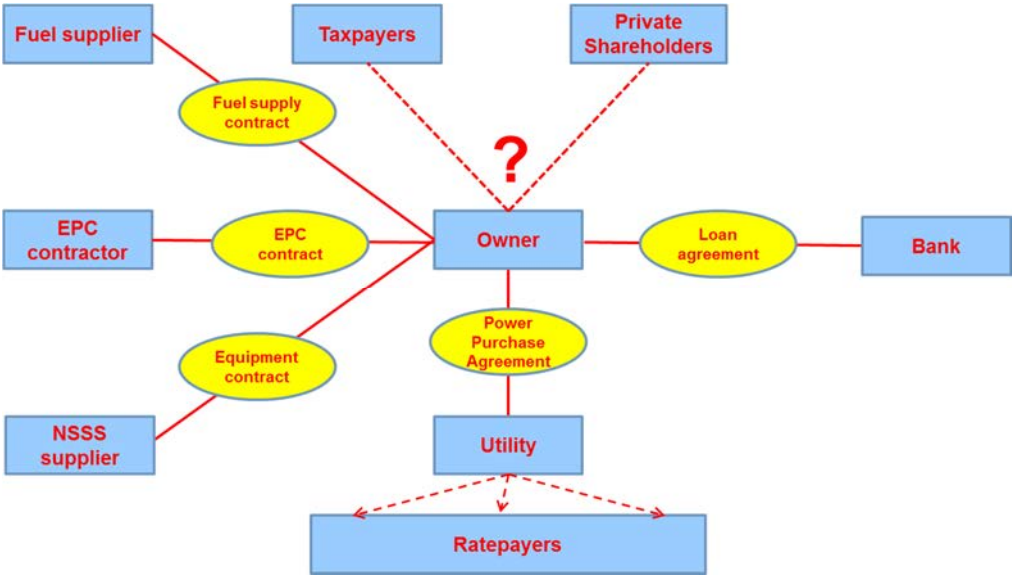 Fuel supplier
Taxpayers
Private
Shareholders
Fuel supply
contract
?
EPC
contractor
EPC
contract
Owner
Loan
agreement
Bank
Power
Purchase
Agreement
Equipment
contract
NSSS
supplier
Utility
Ratepayers